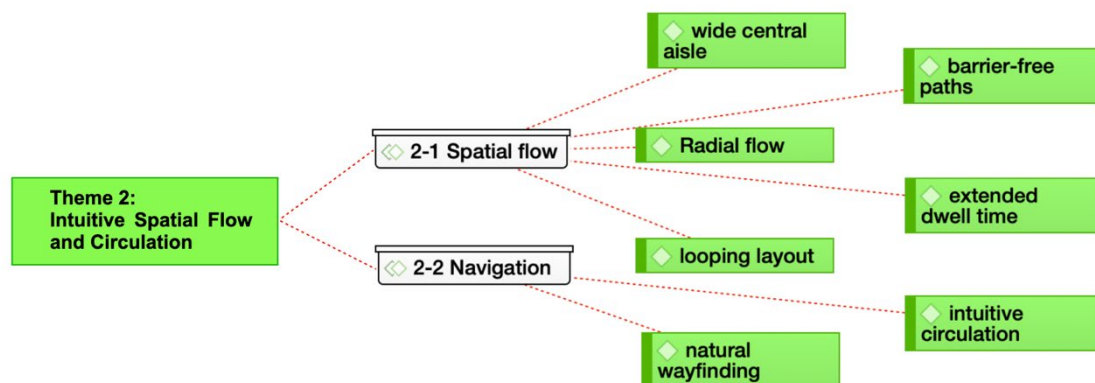 wide central
aisle
barrier-free
paths
2-1 Spatial flow
Radial flow
Theme 2:
Intuitive Spatial Flow
and Circulation
extended
dwell time
looping layout
2-2 Navigation
intuitive
circulation
natural
wayfinding